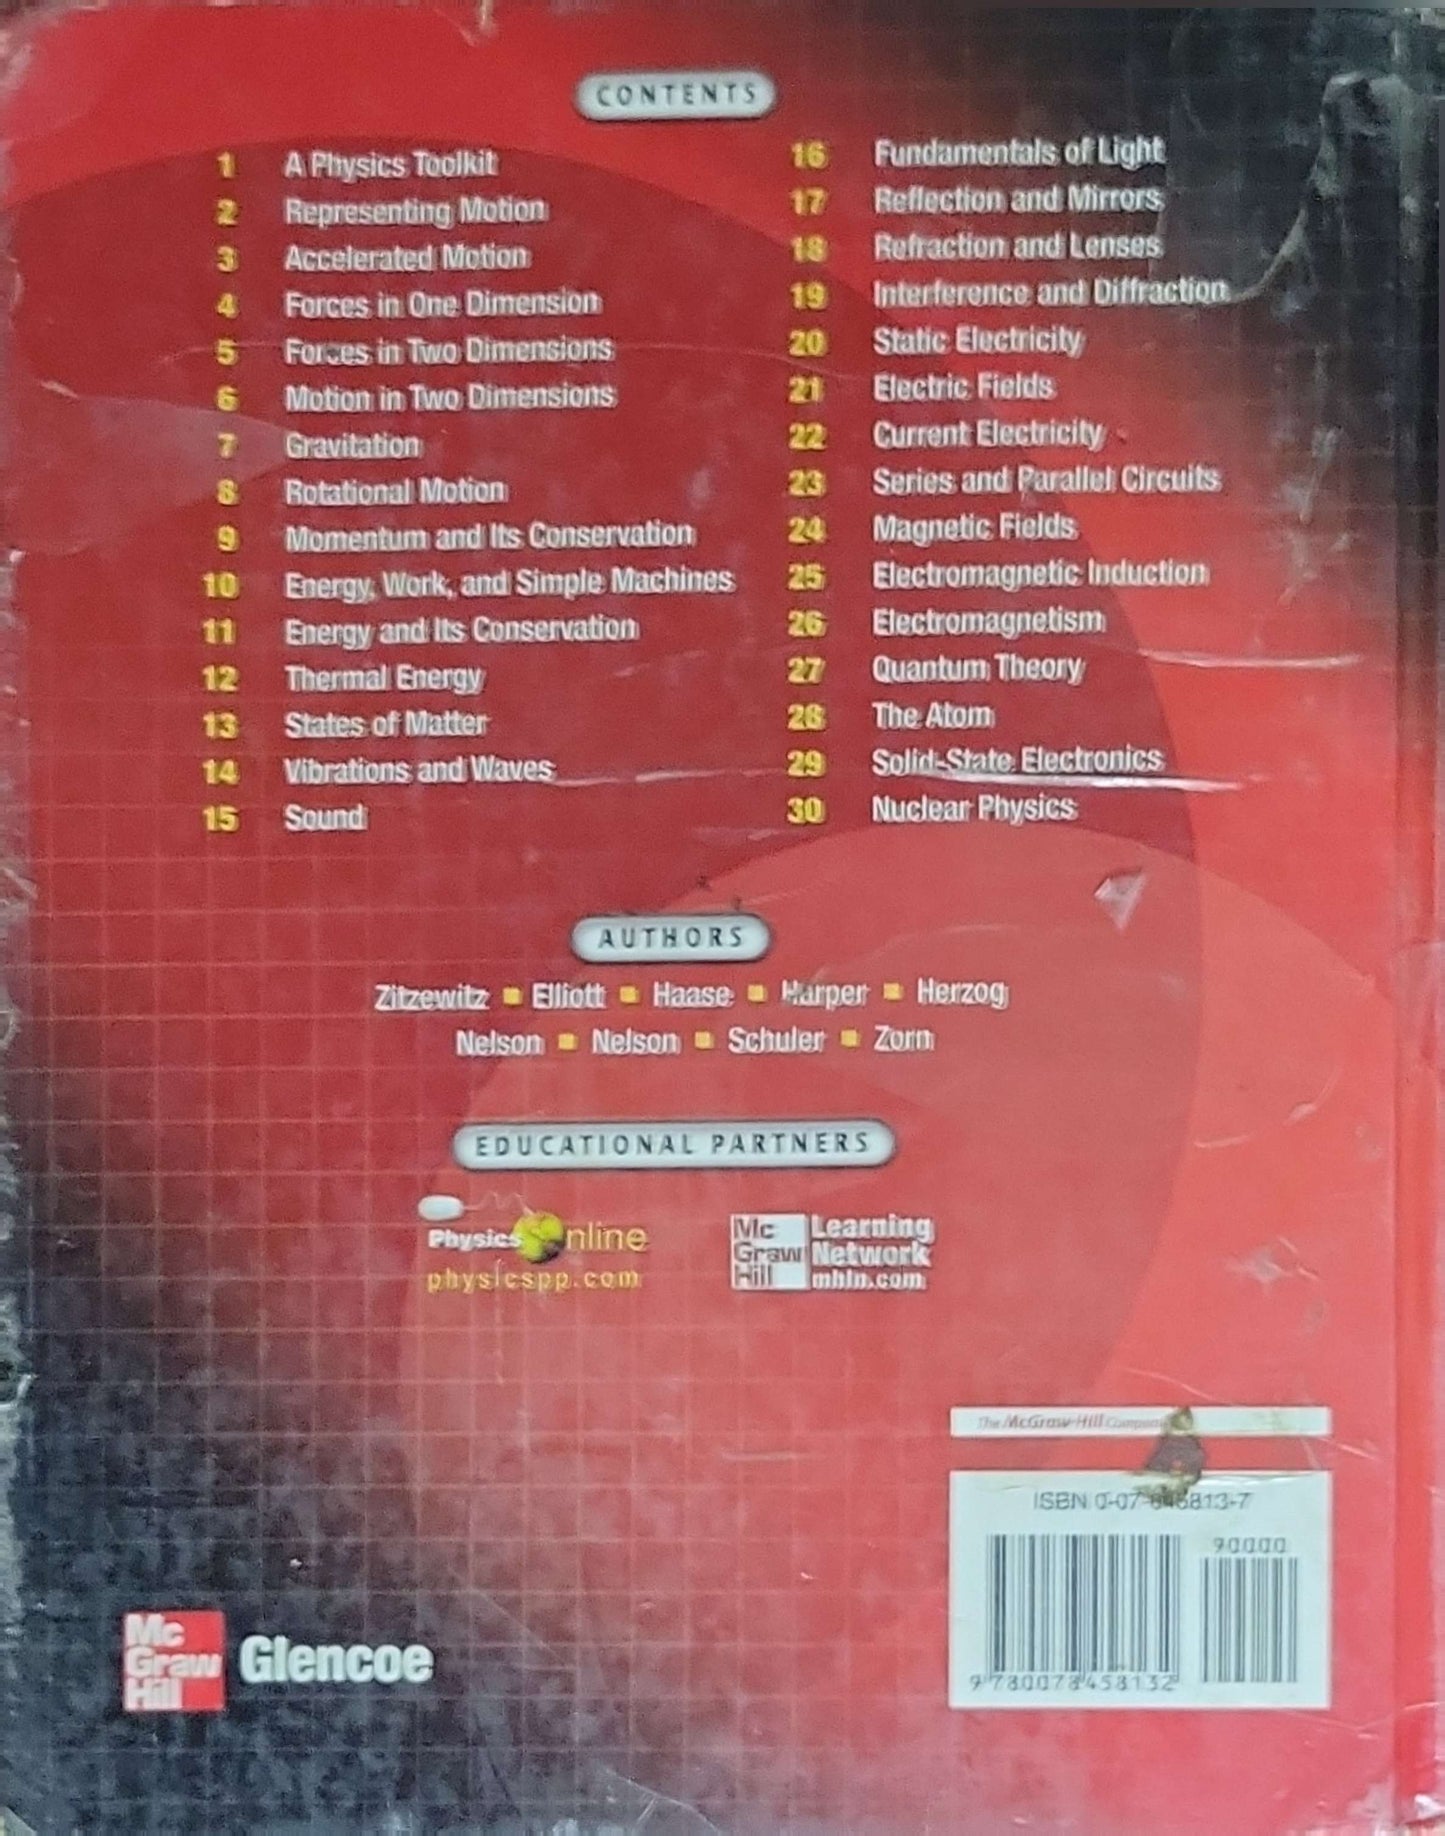 CONTENTS
1 A Physics Toolkit
2 Representing Motion
3 Accelerated Motion
4 Forces in One Dimension
5 Forces in Two Dimensions
6 Motion in Two Dimensions
7 Gravitation
8 Rotational Motion
9 Momentum and Its Conservation
10 Energy, Work, and Simple Machines
11 Energy and Its Conservation
12 Thermal Energy
13 States of Matter
14 Vibrations and Waves
15 Sound
16 Fundamentals of Light
17 Reflection and Mirrors
18 Refraction and Lenses
19 Interference and Diffraction
20 Static Electricity
21 Electric Fields
22 Current Electricity
23 Series and Parallel Circuits
24 Magnetic Fields
25 Electromagnetic Induction
26 Electromagnetism
27 Quantum Theory
28 The Atom
29 Solid-State Electronics
30 Nuclear Physics
AUTHORS
Zitzewitz ■ Elliott ■ Haase ■ Harper ■ Herzog
Nelson ■ Nelson ■ Schuler ■ Zorn
EDUCATIONAL PARTNERS
Physics Online
physicspp.com
Mc
Graw
Hill
Learning
Network
mhln.com
The McGraw-Hill
ISBN 0-07-845813-7
90000
9780078458132
Mc
Graw
Hill
Glencoe